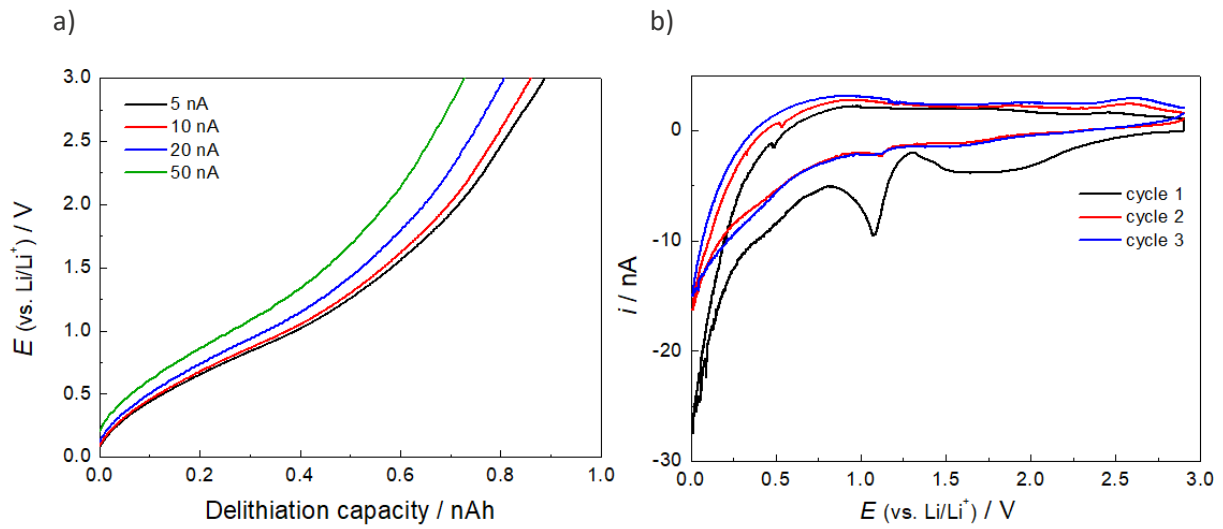 a)
3.0
2.5
2.0
1.5
1.0
0.5
0.0
E (vs. Li/Li⁺) / V
5 nA
10 nA
20 nA
50 nA
0.0 0.2 0.4 0.6 0.8 1.0
Delithiation capacity / nAh
b)
0
-10
-20
-30
i / nA
cycle 1
cycle 2
cycle 3
0.0 0.5 1.0 1.5 2.0 2.5 3.0
E (vs. Li/Li⁺) / V